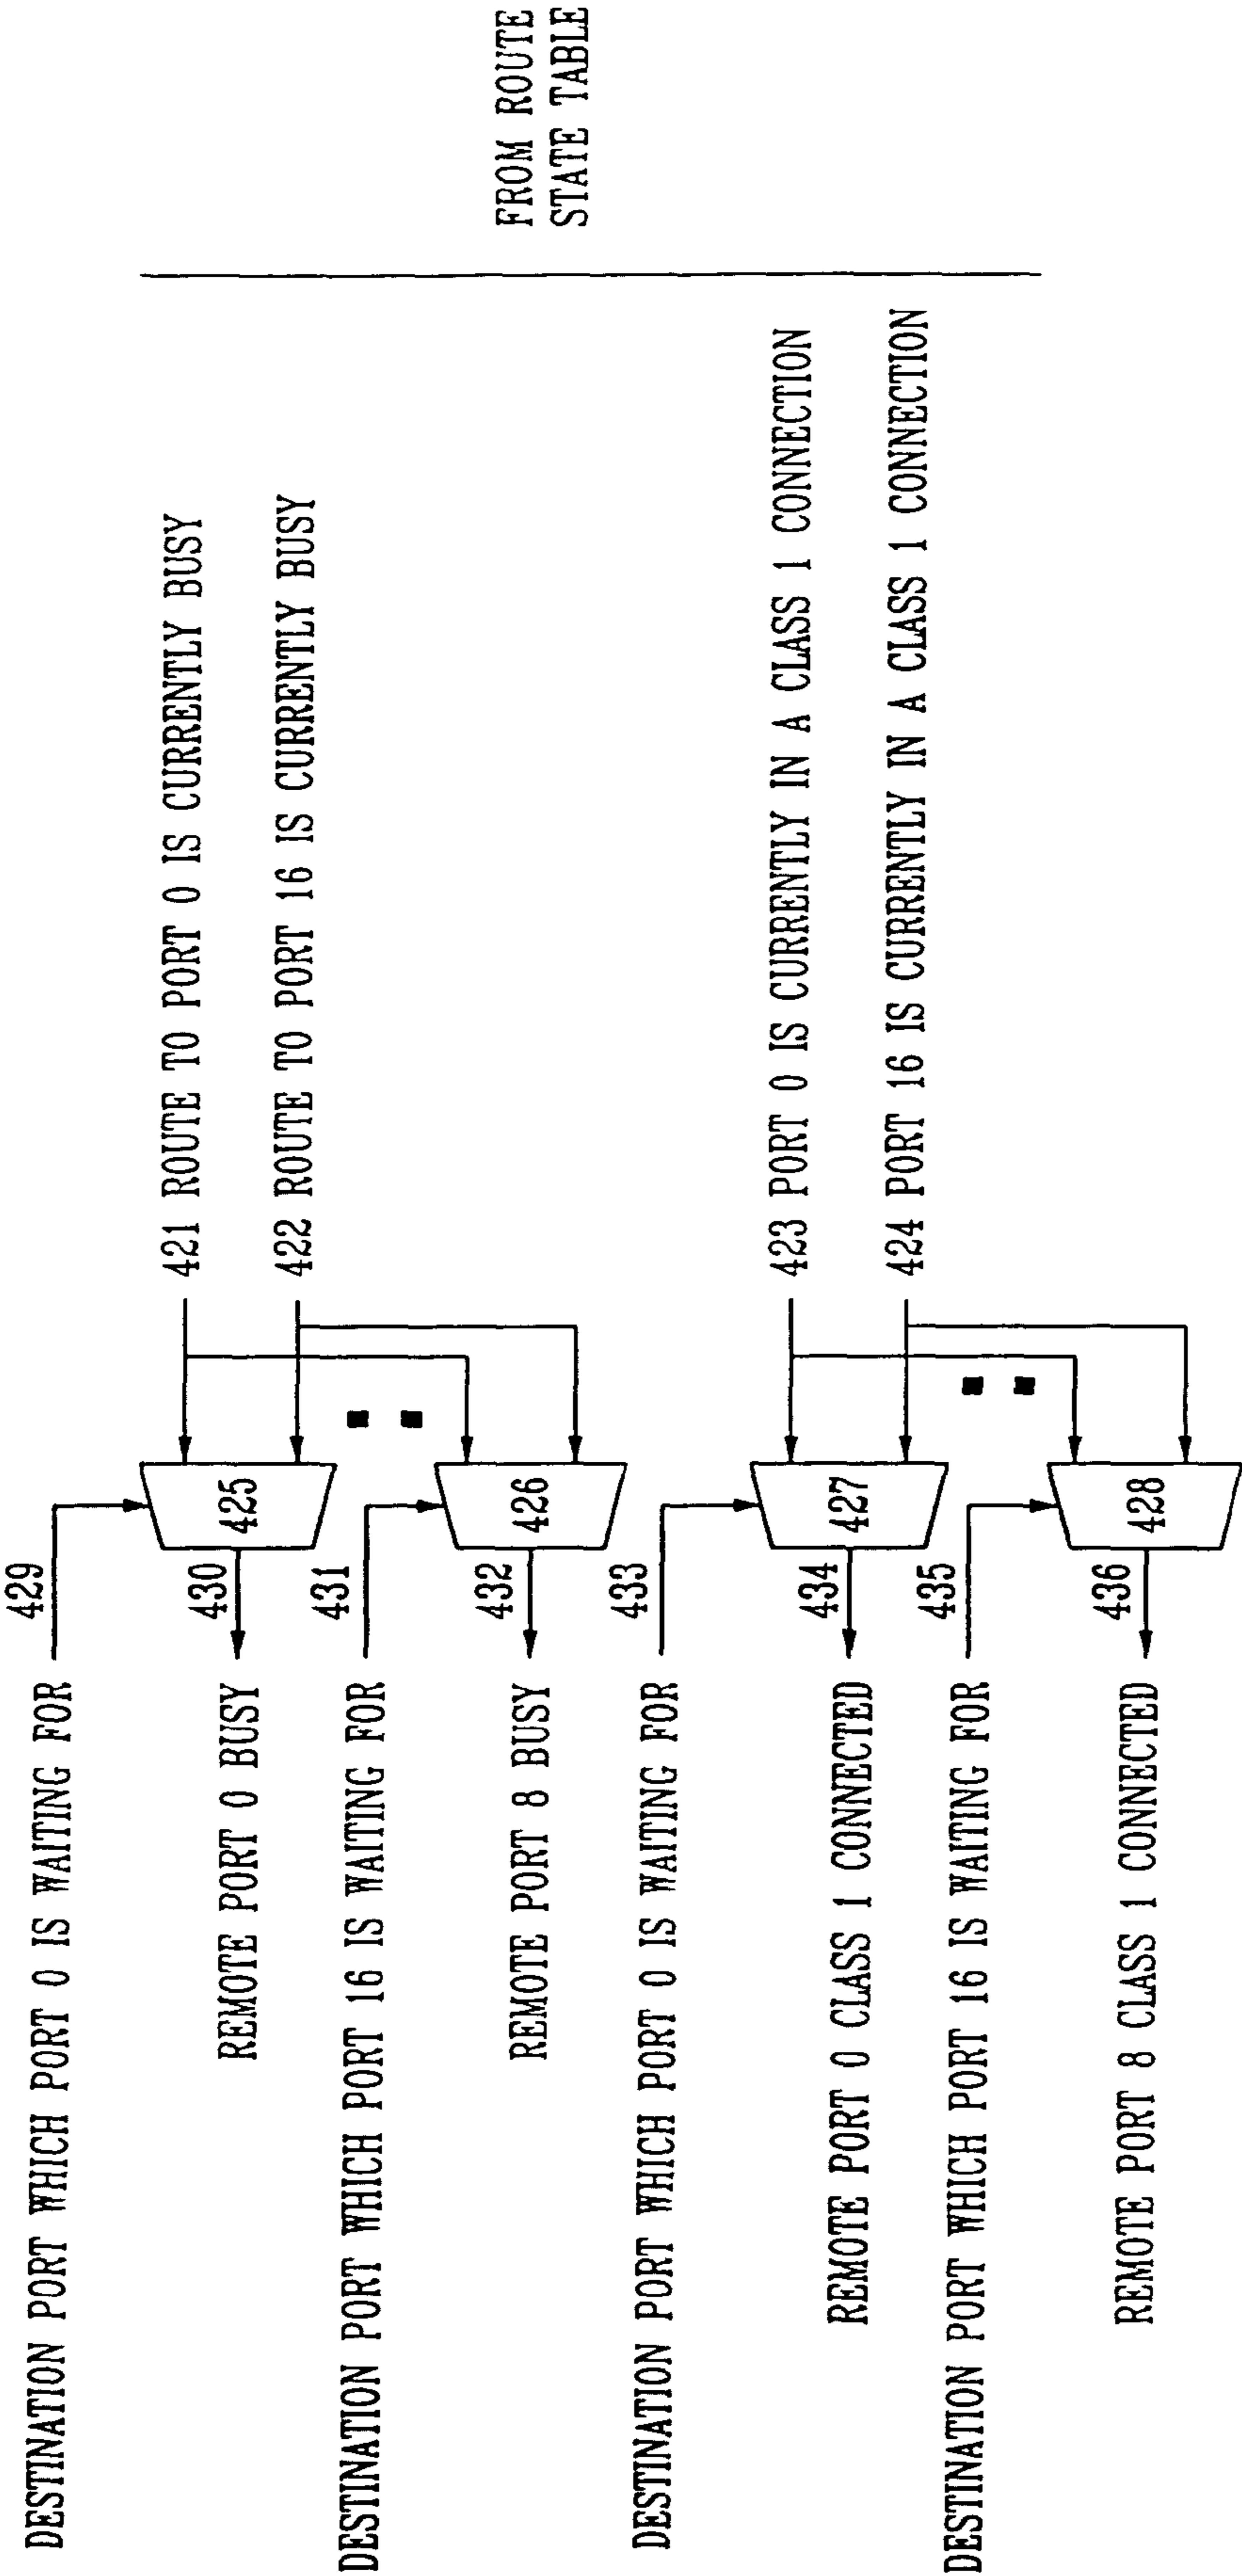 DESTINATION PORT WHICH PORT 0 IS WAITING FOR
429
425
421 ROUTE TO PORT 0 IS CURRENTLY BUSY
430
REMOTE PORT 0 BUSY
422 ROUTE TO PORT 16 IS CURRENTLY BUSY
DESTINATION PORT WHICH PORT 16 IS WAITING FOR
431
426
432
REMOTE PORT 8 BUSY
FROM ROUTE
STATE TABLE
DESTINATION PORT WHICH PORT 0 IS WAITING FOR
433
427
423 PORT 0 IS CURRENTLY IN A CLASS 1 CONNECTION
REMOTE PORT 0 CLASS 1 CONNECTED
434
424 PORT 16 IS CURRENTLY IN A CLASS 1 CONNECTION
DESTINATION PORT WHICH PORT 16 IS WAITING FOR
435
428
REMOTE PORT 8 CLASS 1 CONNECTED
436